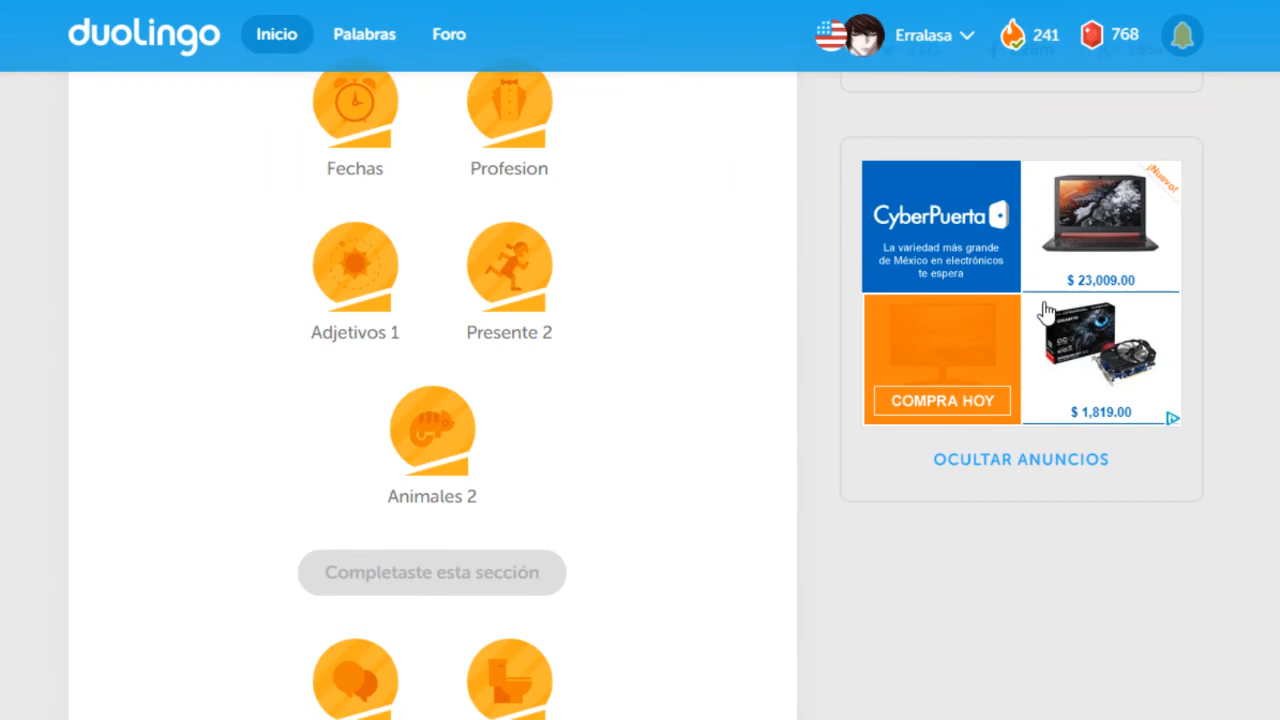 duolingo
Inicio
Palabras
Foro
Erralasa
241
768
Fechas
Profesion
Adjetivos 1
Presente 2
Animales 2
Completaste esta sección
CyberPuerta
La variedad más grande
de México en electrónicos
te espera
¡Nuevo!
$ 23,009.00
COMPRA HOY
GIGABYTE
OC
$ 1,819.00
OCULTAR ANUNCIOS